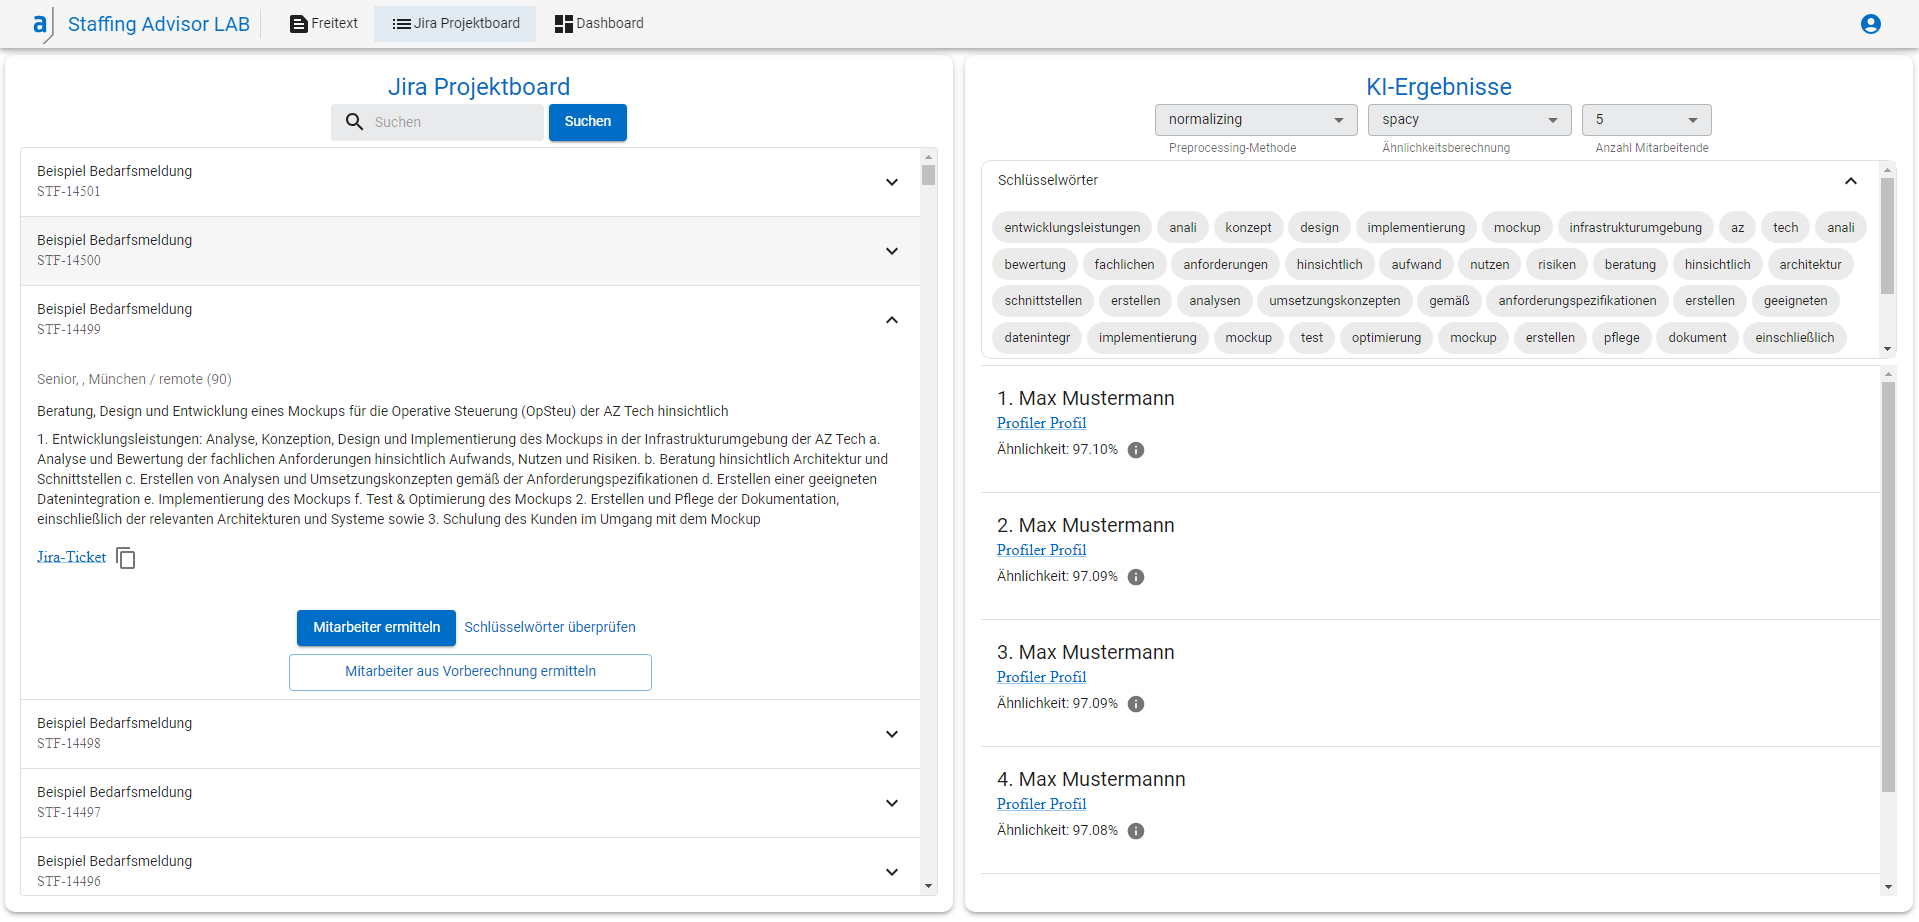 a Staffing Advisor LAB Freitext Jira Projektboard Dashboard
Jira Projektboard
Suchen Suchen
Beispiel Bedarfsmeldung
STF-14501
Beispiel Bedarfsmeldung
STF-14500
Beispiel Bedarfsmeldung
STF-14499
Senior, , München / remote (90)
Beratung, Design und Entwicklung eines Mockups für die Operative Steuerung (OpSteu) der AZ Tech hinsichtlich
1. Entwicklungsleistungen: Analyse, Konzeption, Design und Implementierung des Mockups in der Infrastrukturumgebung der AZ Tech a.
Analyse und Bewertung der fachlichen Anforderungen hinsichtlich Aufwands, Nutzen und Risiken. b. Beratung hinsichtlich Architektur und
Schnittstellen c. Erstellen von Analysen und Umsetzungskonzepten gemäß der Anforderungspezifikationen d. Erstellen einer geeigneten
Datenintegration e. Implementierung des Mockups f. Test & Optimierung des Mockups 2. Erstellen und Pflege der Dokumentation,
einschließlich der relevanten Architekturen und Systeme sowie 3. Schulung des Kunden im Umgang mit dem Mockup
Jira-Ticket
Mitarbeiter ermitteln Schlüsselwörter überprüfen
Mitarbeiter aus Vorberechnung ermitteln
Beispiel Bedarfsmeldung
STF-14498
Beispiel Bedarfsmeldung
STF-14497
Beispiel Bedarfsmeldung
STF-14496
KI-Ergebnisse
normalizing spacy 5
Preprocessing-Methode Ähnlichkeitsberechnung Anzahl Mitarbeitende
Schlüsselwörter
entwicklungsleistungen anali konzept design implementierung mockup infrastrukturumgebung az tech anali
bewertung fachlichen anforderungen hinsichtlich aufwand nutzen risiken beratung hinsichtlich architektur
schnittstellen erstellen analysen umsetzungskonzepten gemäß anforderungspezifikationen erstellen geeigneten
datenintegr implementierung mockup test optimierung mockup erstellen pflege dokument einschließlich
1. Max Mustermann
Profiler Profil
Ähnlichkeit: 97.10%
2. Max Mustermann
Profiler Profil
Ähnlichkeit: 97.09%
3. Max Mustermann
Profiler Profil
Ähnlichkeit: 97.09%
4. Max Mustermannn
Profiler Profil
Ähnlichkeit: 97.08%